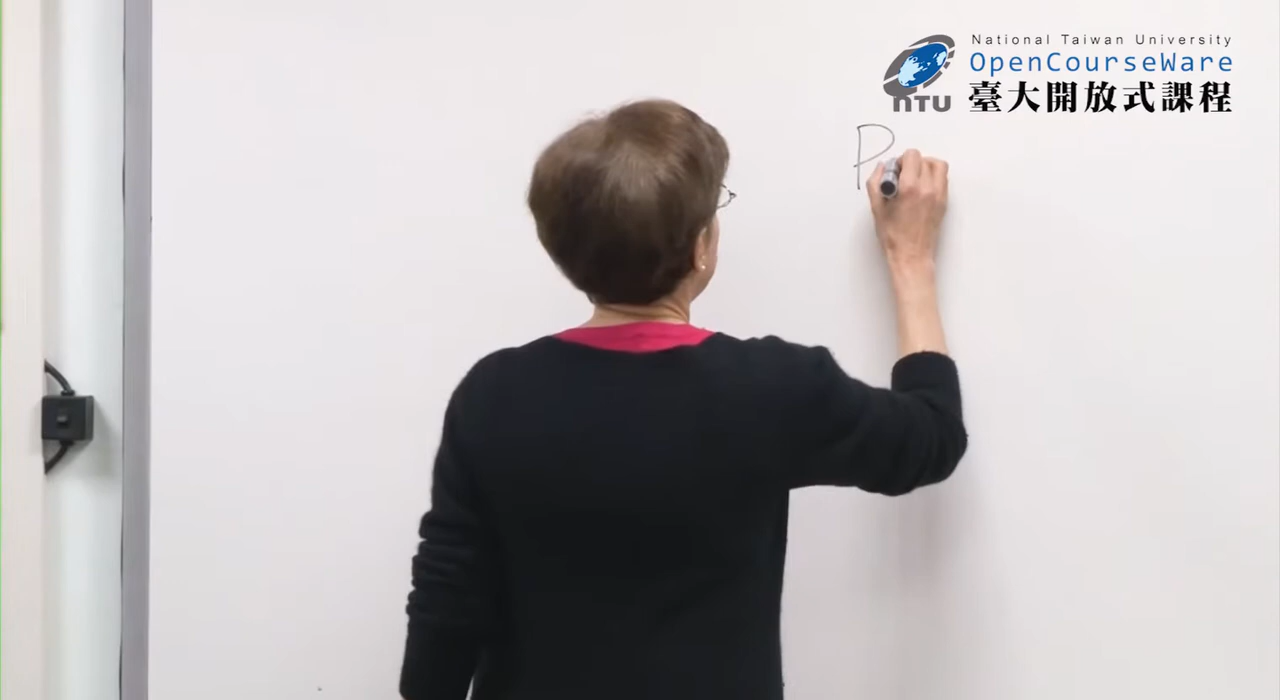 National Taiwan University
OpenCourseWare
NTU
臺大開放式課程
P